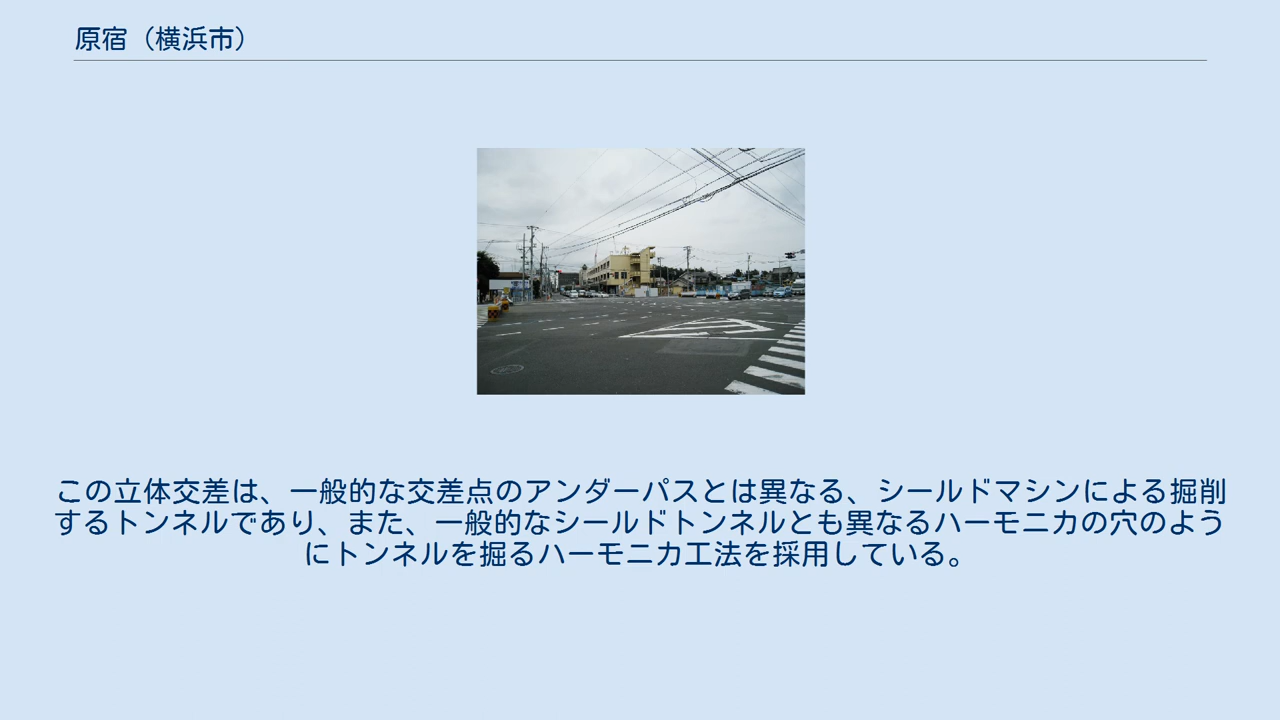 原宿（横浜市）
この立体交差は、一般的な交差点のアンダーパスとは異なる、シールドマシンによる掘削
するトンネルであり、また、一般的なシールドトンネルとも異なるハーモニカの穴のよう
にトンネルを掘るハーモニカ工法を採用している。